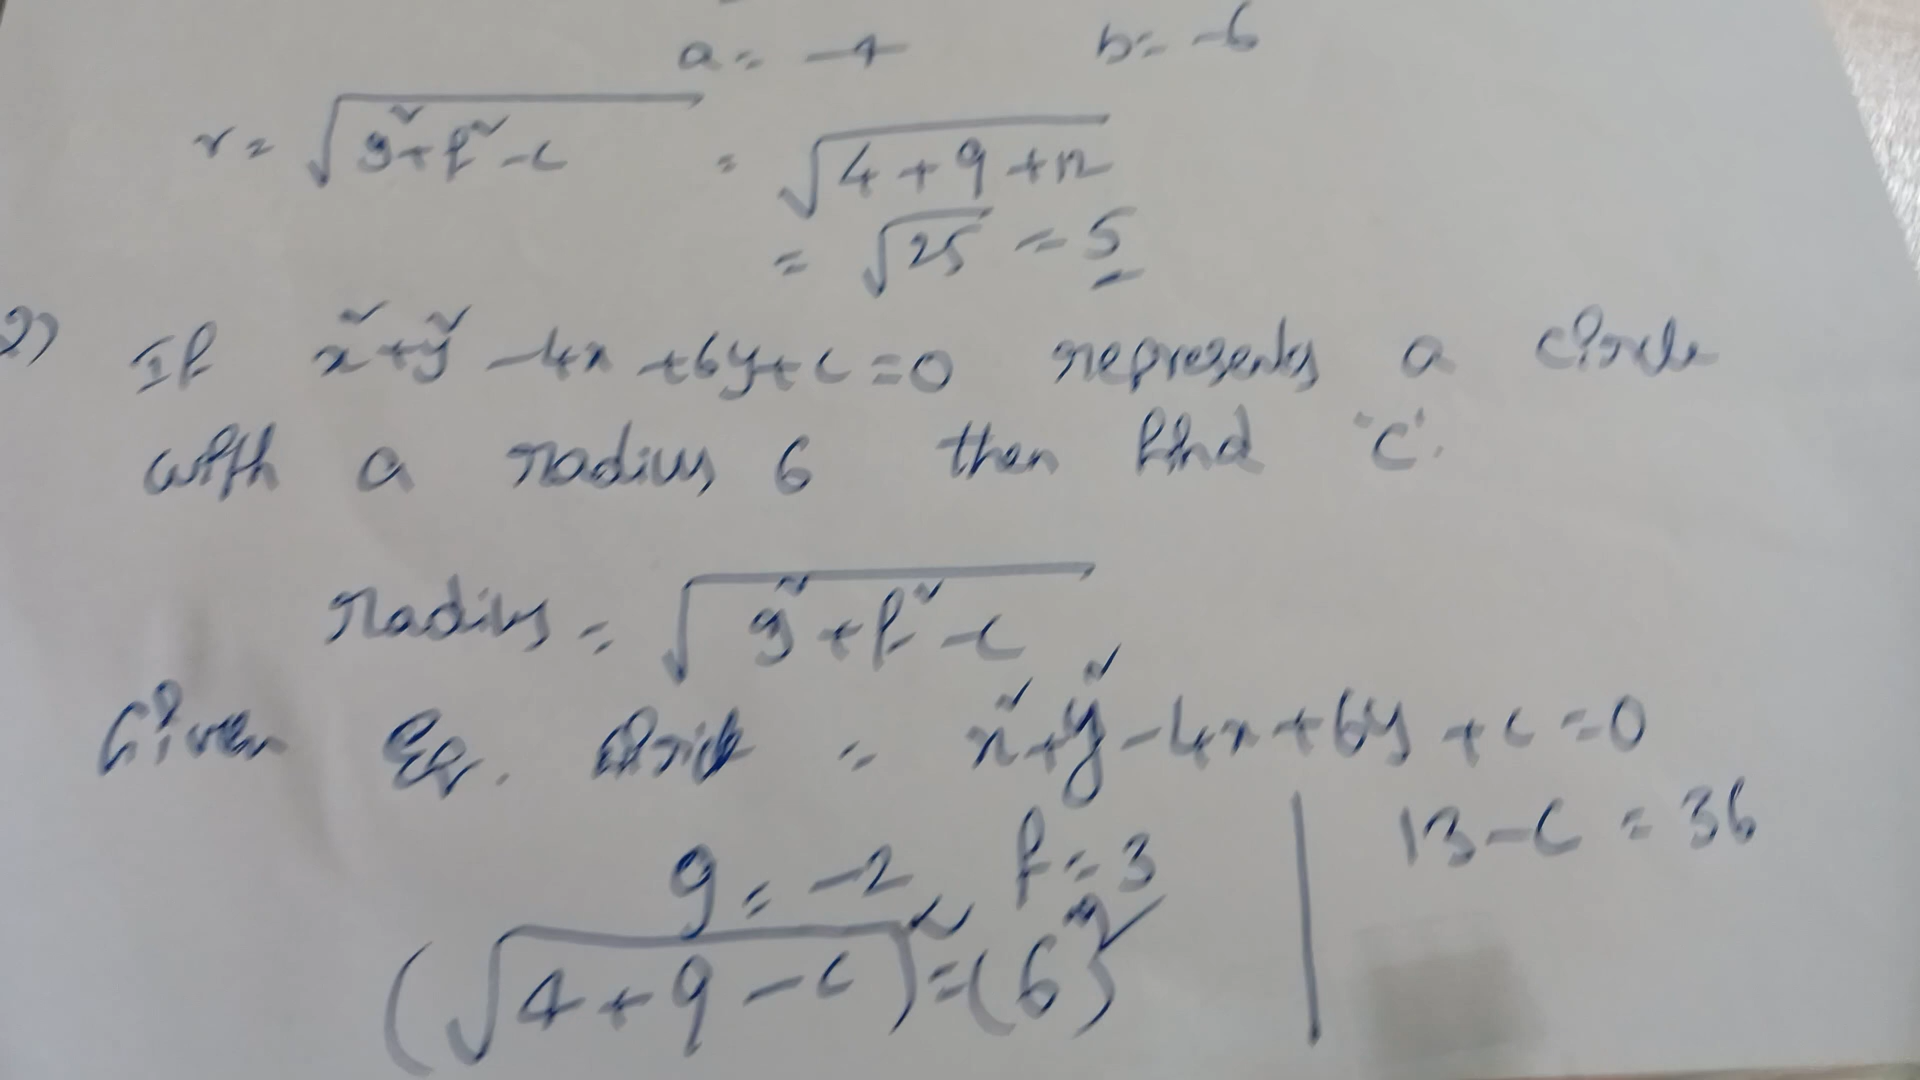 a = -4 b = -6
r = √(g² + f² - c) = √(4 + 9 + 12)
= √25 = 5
2) If x² + y² - 4x + 6y + c = 0 represents a circle
with a radius 6 then find 'c'.
radius = √(g² + f² - c)
Given Eq. circle = x² + y² - 4x + 6y + c = 0
g = -2 f = 3
(√(4 + 9 - c))² = (6)²
13 - c = 36